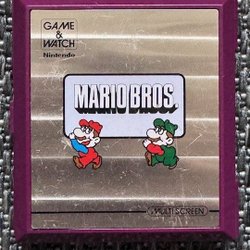 GAME
&
WATCH
Nintendo
MARIO BROS.
MULTI SCREEN